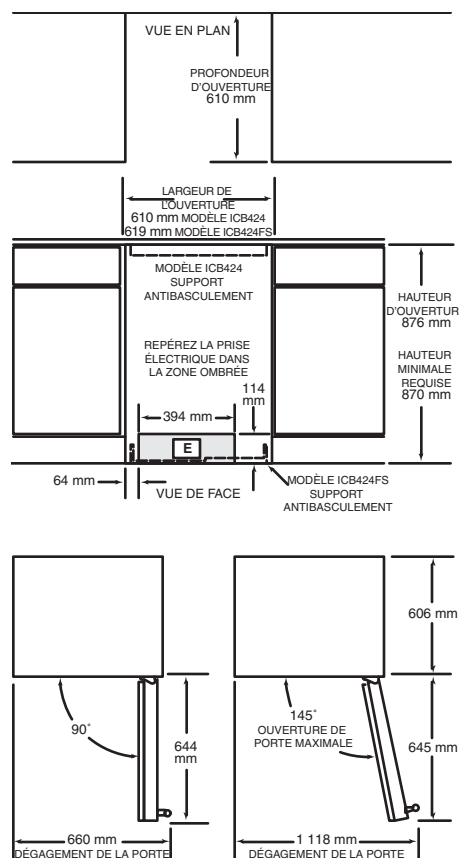 VUE EN PLAN
PROFONDEUR
D'OUVERTURE
610 mm
LARGEUR DE
L'OUVERTURE
610 mm MODÈLE ICB424
619 mm MODÈLE ICB424FS
MODÈLE ICB424
SUPPORT
ANTIBASCULEMENT
HAUTEUR
D'OUVERTUR
876 mm
REPÉREZ LA PRISE
ÉLECTRIQUE DANS
LA ZONE OMBRÉE
HAUTEUR
MINIMALE
REQUISE
870 mm
114
mm
394 mm
E
64 mm
VUE DE FACE
MODÈLE ICB424FS
SUPPORT
ANTIBASCULEMENT
606 mm
90˚
644
mm
145˚
OUVERTURE DE
PORTE MAXIMALE
645 mm
660 mm
DÉGAGEMENT DE LA PORTE
1 118 mm
DÉGAGEMENT DE LA PORTE